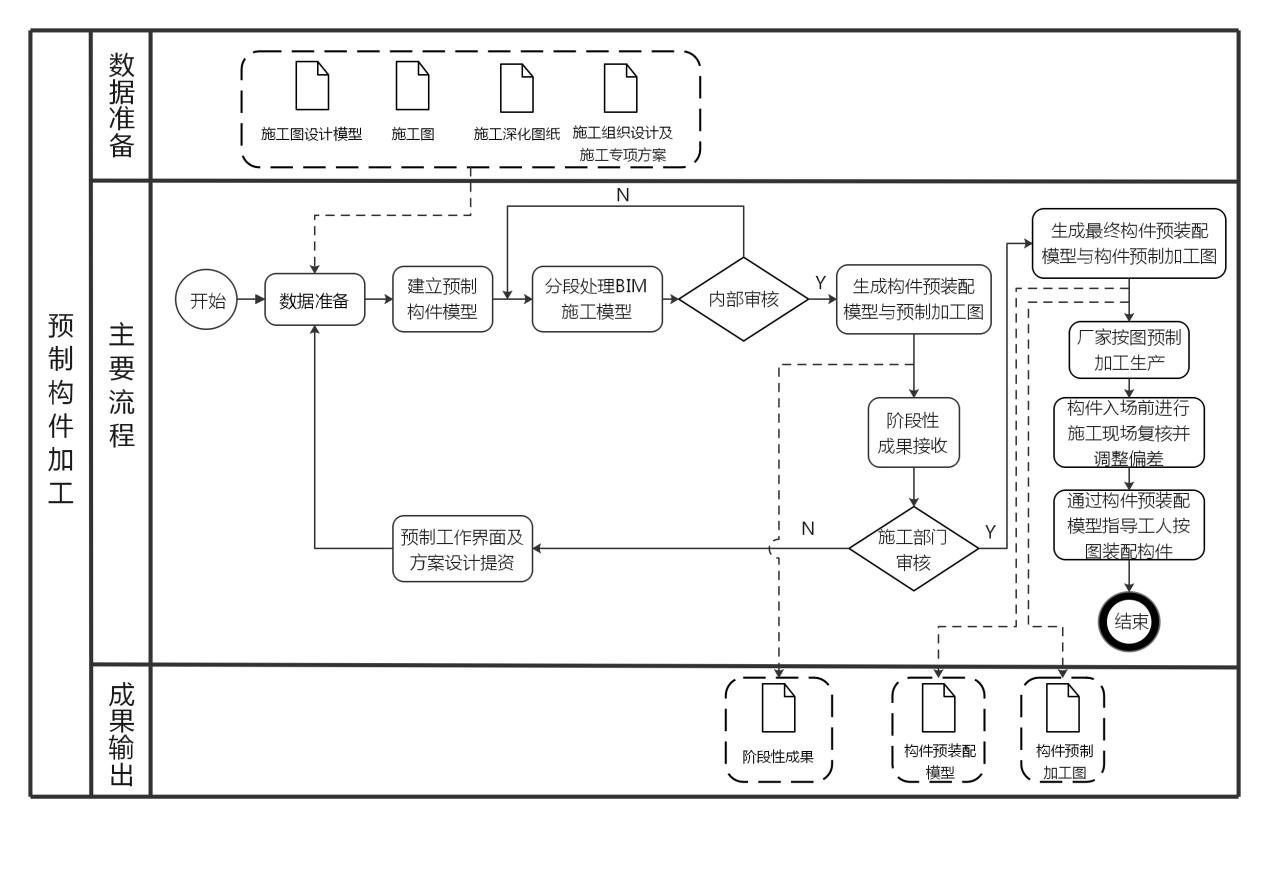 预制构件加工
数据准备
施工图设计模型
施工图
施工深化图纸
施工组织设计及
施工专项方案
主要流程
开始
数据准备
建立预制
构件模型
分段处理BIM
施工模型
N
内部审核
Y
生成构件预装配
模型与预制加工图
阶段性
成果接收
施工部门
审核
N
预制工作界面及
方案设计提资
Y
生成最终构件预装配
模型与构件预制加工图
厂家按图预制
加工生产
构件入场前进行
施工现场复核并
调整偏差
通过构件预装配
模型指导工人按
图装配构件
结束
成果输出
阶段性成果
构件预装配
模型
构件预制
加工图